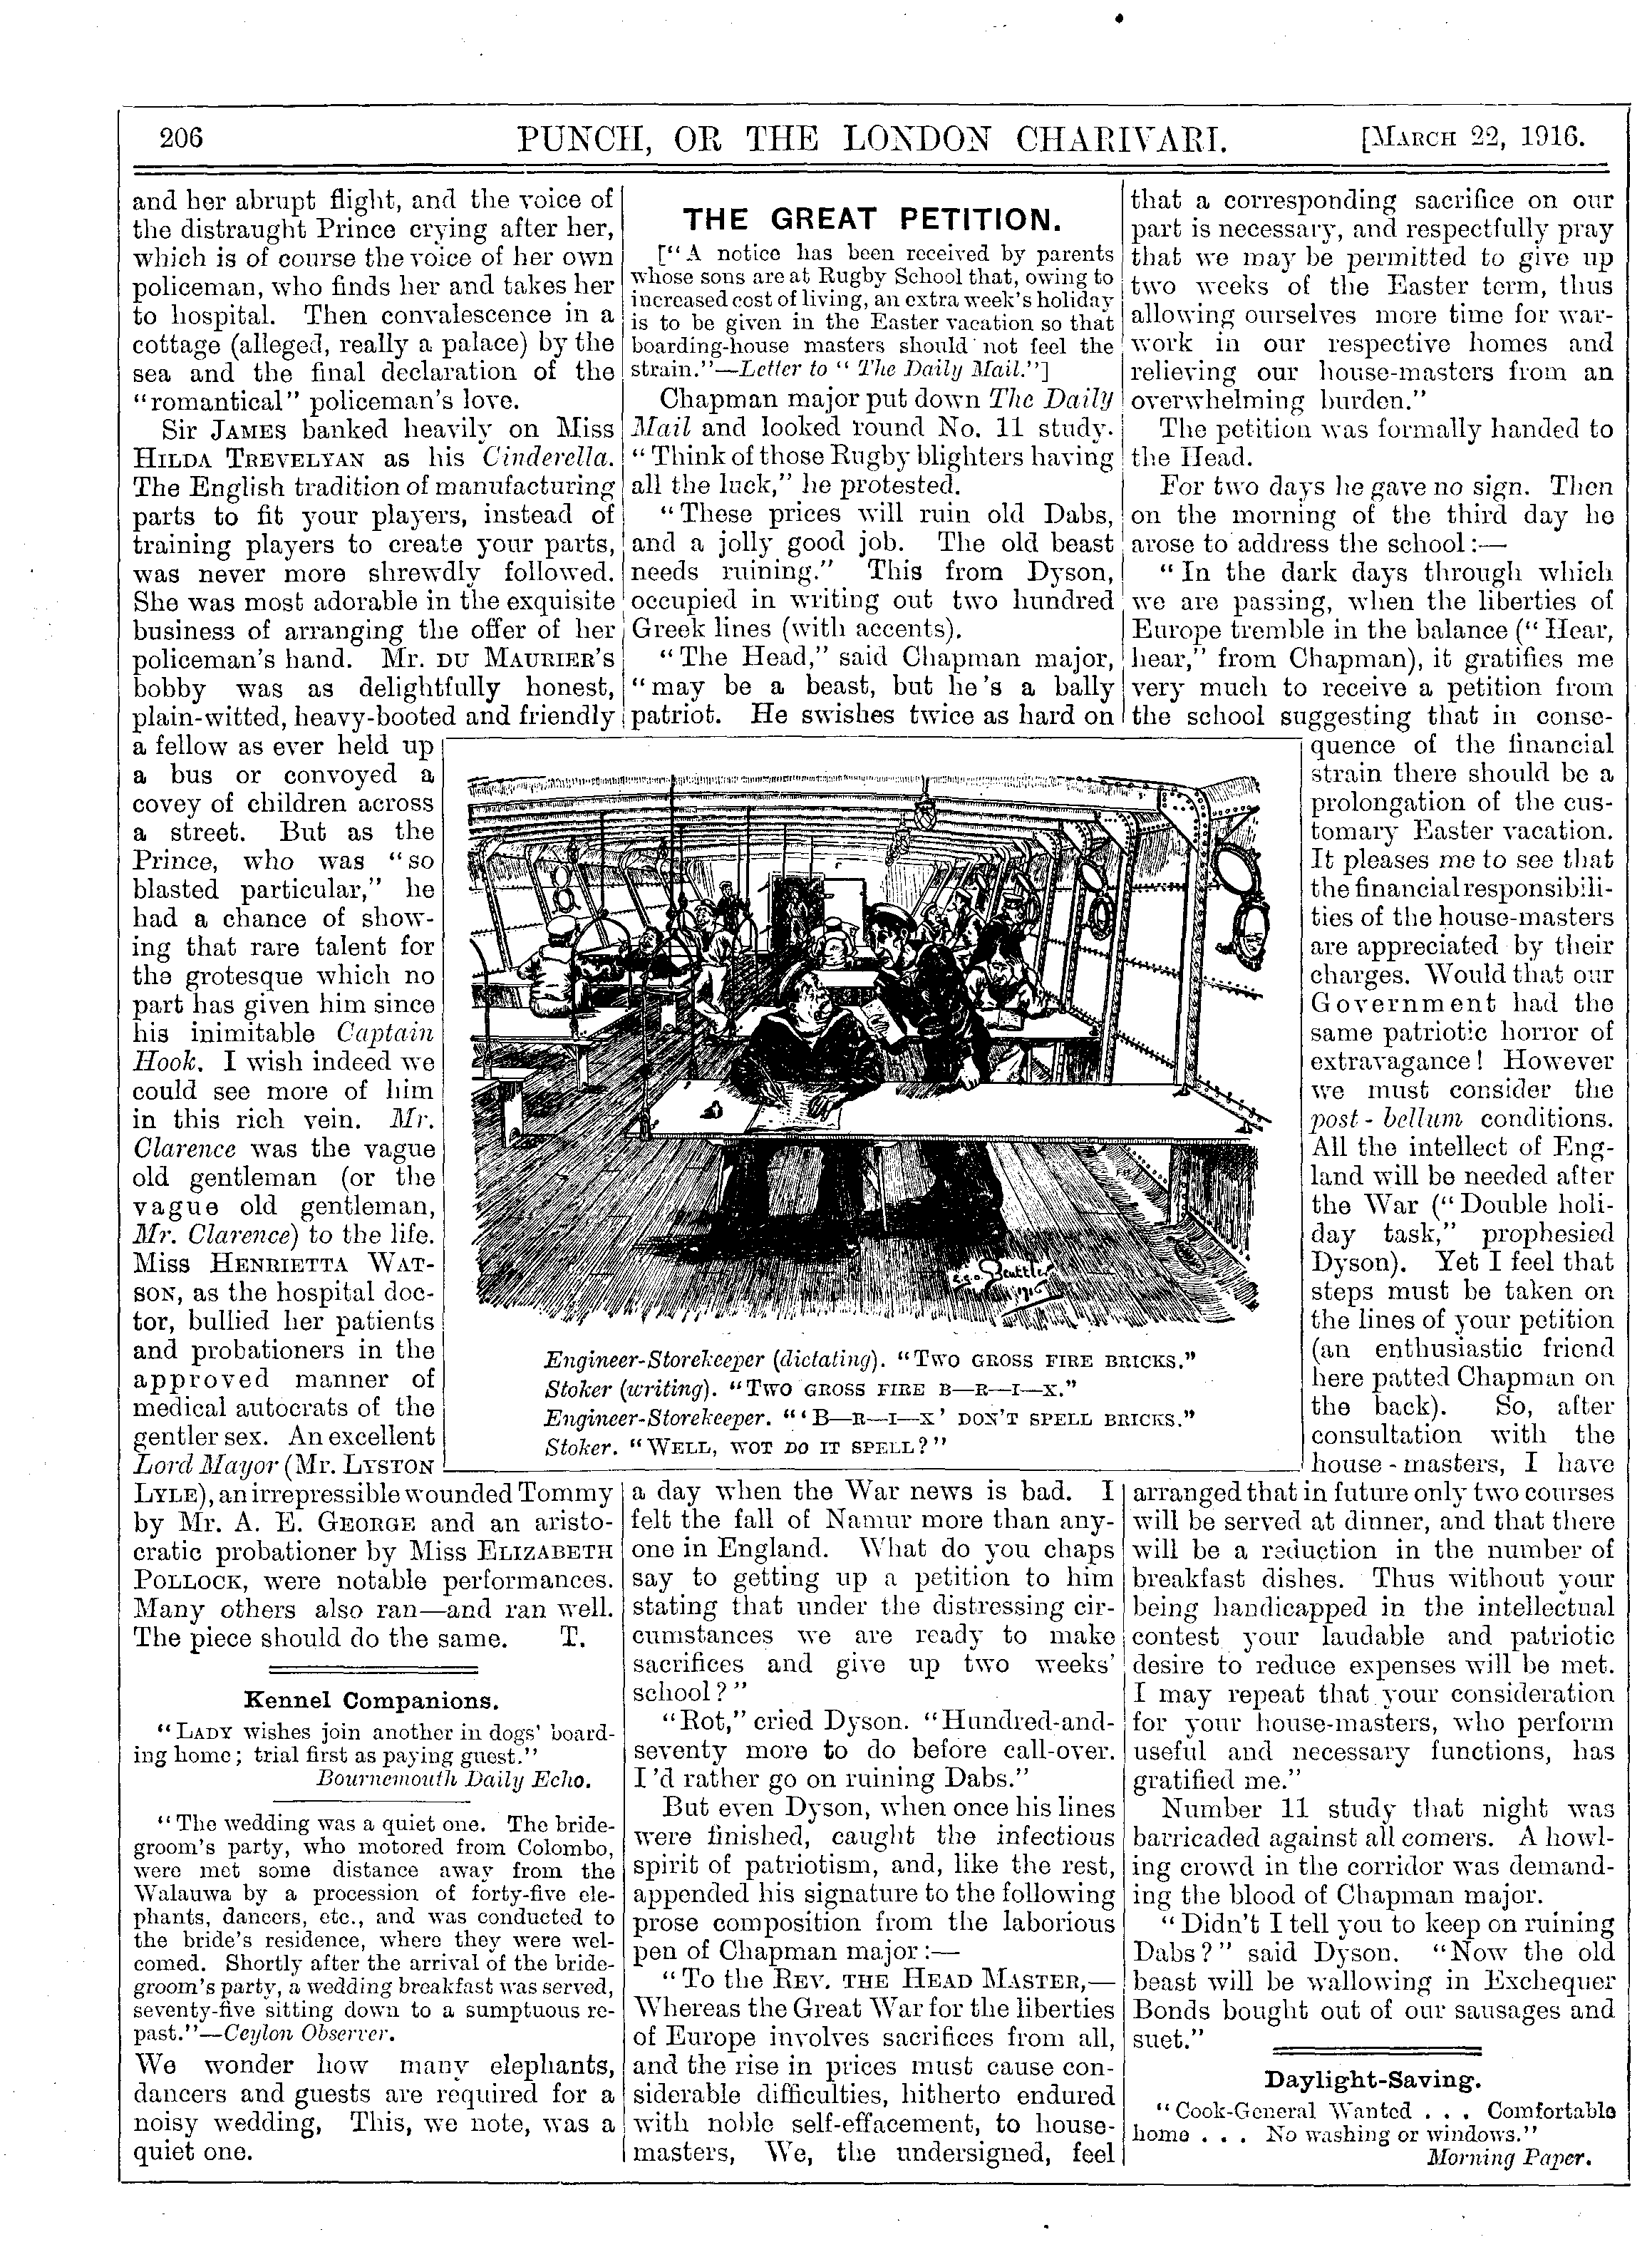 206 PUNCH, OR THE LONDON CHARIVARI. [MARCH 22, 1916.
and her abrupt flight, and the voice of
the distraught Prince crying after her,
which is of course the voice of her own
policeman, who finds her and takes her
to hospital. Then convalescence in a
cottage (alleged, really a palace) by the
sea and the final declaration of the
"romantical" policeman's love.
Sir JAMES banked heavily on Miss
HILDA TREVELYAN as his Cinderella.
The English tradition of manufacturing
parts to fit your players, instead of
training players to create your parts,
was never more shrewdly followed.
She was most adorable in the exquisite
business of arranging the offer of her
policeman's hand. Mr. DU MAURIER'S
bobby was as delightfully honest,
plain-witted, heavy-booted and friendly
a fellow as ever held up
a bus or convoyed a
covey of children across
a street. But as the
Prince, who was "so
blasted particular," he
had a chance of show-
ing that rare talent for
the grotesque which no
part has given him since
his inimitable Captain
Hook. I wish indeed we
could see more of him
in this rich vein. Mr.
Clarence was the vague
old gentleman (or the
vague old gentleman,
Mr. Clarence) to the life.
Miss HENRIETTA WAT-
SON, as the hospital doc-
tor, bullied her patients
and probationers in the
approved manner of
medical autocrats of the
gentler sex. An excellent
Lord Mayor (Mr. LYSTON
LYLE), an irrepressible wounded Tommy
by Mr. A. E. GEORGE and an aristo-
cratic probationer by Miss ELIZABETH
POLLOCK, were notable performances.
Many others also ran—and ran well.
The piece should do the same. T.
Kennel Companions.
"LADY wishes join another in dogs' board-
ing home; trial first as paying guest."
Bournemouth Daily Echo.
"The wedding was a quiet one. The bride-
groom's party, who motored from Colombo,
were met some distance away from the
Walauwa by a procession of forty-five ele-
phants, dancers, etc., and was conducted to
the bride's residence, where they were wel-
comed. Shortly after the arrival of the bride-
groom's party, a wedding breakfast was served,
seventy-five sitting down to a sumptuous re-
past."—Ceylon Observer.
We wonder how many elephants,
dancers and guests are required for a
noisy wedding, This, we note, was a
quiet one.
THE GREAT PETITION.
["A notice has been received by parents
whose sons are at Rugby School that, owing to
increased cost of living, an extra week's holiday
is to be given in the Easter vacation so that
boarding-house masters should not feel the
strain."—Letter to "The Daily Mail."]
Chapman major put down The Daily
Mail and looked round No. 11 study.
"Think of those Rugby blighters having
all the luck," he protested.
"These prices will ruin old Dabs,
and a jolly good job. The old beast
needs ruining." This from Dyson,
occupied in writing out two hundred
Greek lines (with accents).
"The Head," said Chapman major,
"may be a beast, but he's a bally
patriot. He swishes twice as hard on
E.G.O. Beuttler
1916
Engineer-Storekeeper (dictating). "TWO GROSS FIRE BRICKS."
Stoker (writing). "TWO GROSS FIRE B—R—I—X."
Engineer-Storekeeper. "'B—R—I—X' DON'T SPELL BRICKS."
Stoker. "WELL, WOT DO IT SPELL?"
a day when the War news is bad. I
felt the fall of Namur more than any-
one in England. What do you chaps
say to getting up a petition to him
stating that under the distressing cir-
cumstances we are ready to make
sacrifices and give up two weeks'
school?"
"Rot," cried Dyson. "Hundred-and-
seventy more to do before call-over.
I'd rather go on ruining Dabs."
But even Dyson, when once his lines
were finished, caught the infectious
spirit of patriotism, and, like the rest,
appended his signature to the following
prose composition from the laborious
pen of Chapman major:—
"To the REV. THE HEAD MASTER,—
Whereas the Great War for the liberties
of Europe involves sacrifices from all,
and the rise in prices must cause con-
siderable difficulties, hitherto endured
with noble self-effacement, to house-
masters, We, the undersigned, feel
that a corresponding sacrifice on our
part is necessary, and respectfully pray
that we may be permitted to give up
two weeks of the Easter term, thus
allowing ourselves more time for war-
work in our respective homes and
relieving our house-masters from an
overwhelming burden."
The petition was formally handed to
the Head.
For two days he gave no sign. Then
on the morning of the third day he
arose to address the school:—
"In the dark days through which
we are passing, when the liberties of
Europe tremble in the balance ("Hear,
hear," from Chapman), it gratifies me
very much to receive a petition from
the school suggesting that in conse-
quence of the financial
strain there should be a
prolongation of the cus-
tomary Easter vacation.
It pleases me to see that
the financial responsibili-
ties of the house-masters
are appreciated by their
charges. Would that our
Government had the
same patriotic horror of
extravagance! However
we must consider the
post-bellum conditions.
All the intellect of Eng-
land will be needed after
the War ("Double holi-
day task," prophesied
Dyson). Yet I feel that
steps must be taken on
the lines of your petition
(an enthusiastic friend
here patted Chapman on
the back). So, after
consultation with the
house-masters, I have
arranged that in future only two courses
will be served at dinner, and that there
will be a reduction in the number of
breakfast dishes. Thus without your
being handicapped in the intellectual
contest your laudable and patriotic
desire to reduce expenses will be met.
I may repeat that your consideration
for your house-masters, who perform
useful and necessary functions, has
gratified me."
Number 11 study that night was
barricaded against all comers. A howl-
ing crowd in the corridor was demand-
ing the blood of Chapman major.
"Didn't I tell you to keep on ruining
Dabs?" said Dyson. "Now the old
beast will be wallowing in Exchequer
Bonds bought out of our sausages and
suet."
Daylight-Saving.
"Cook-General Wanted . . . Comfortable
home . . . No washing or windows."
Morning Paper.